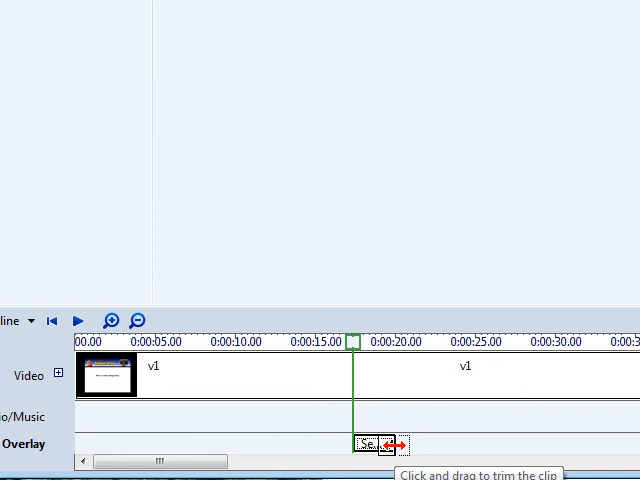 line
00.00 0:00:05.00 0:00:10.00 0:00:15.00 0:00:20.00 0:00:25.00 0:00:30.00 0:00:3
Video v1 v1
io/Music
Overlay Se...
Click and drag to trim the clip